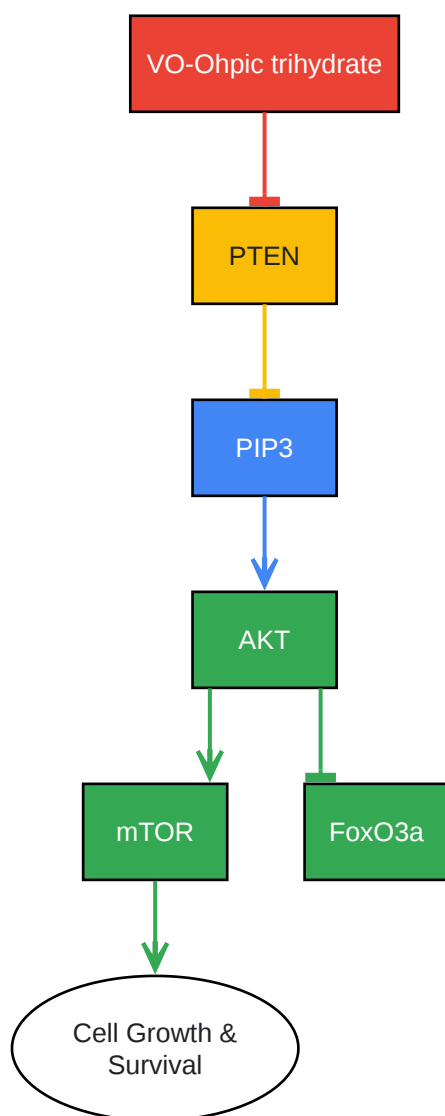 VO-Ohpic trihydrate
PTEN
PIP3
AKT
mTOR
FoxO3a
Cell Growth &
Survival